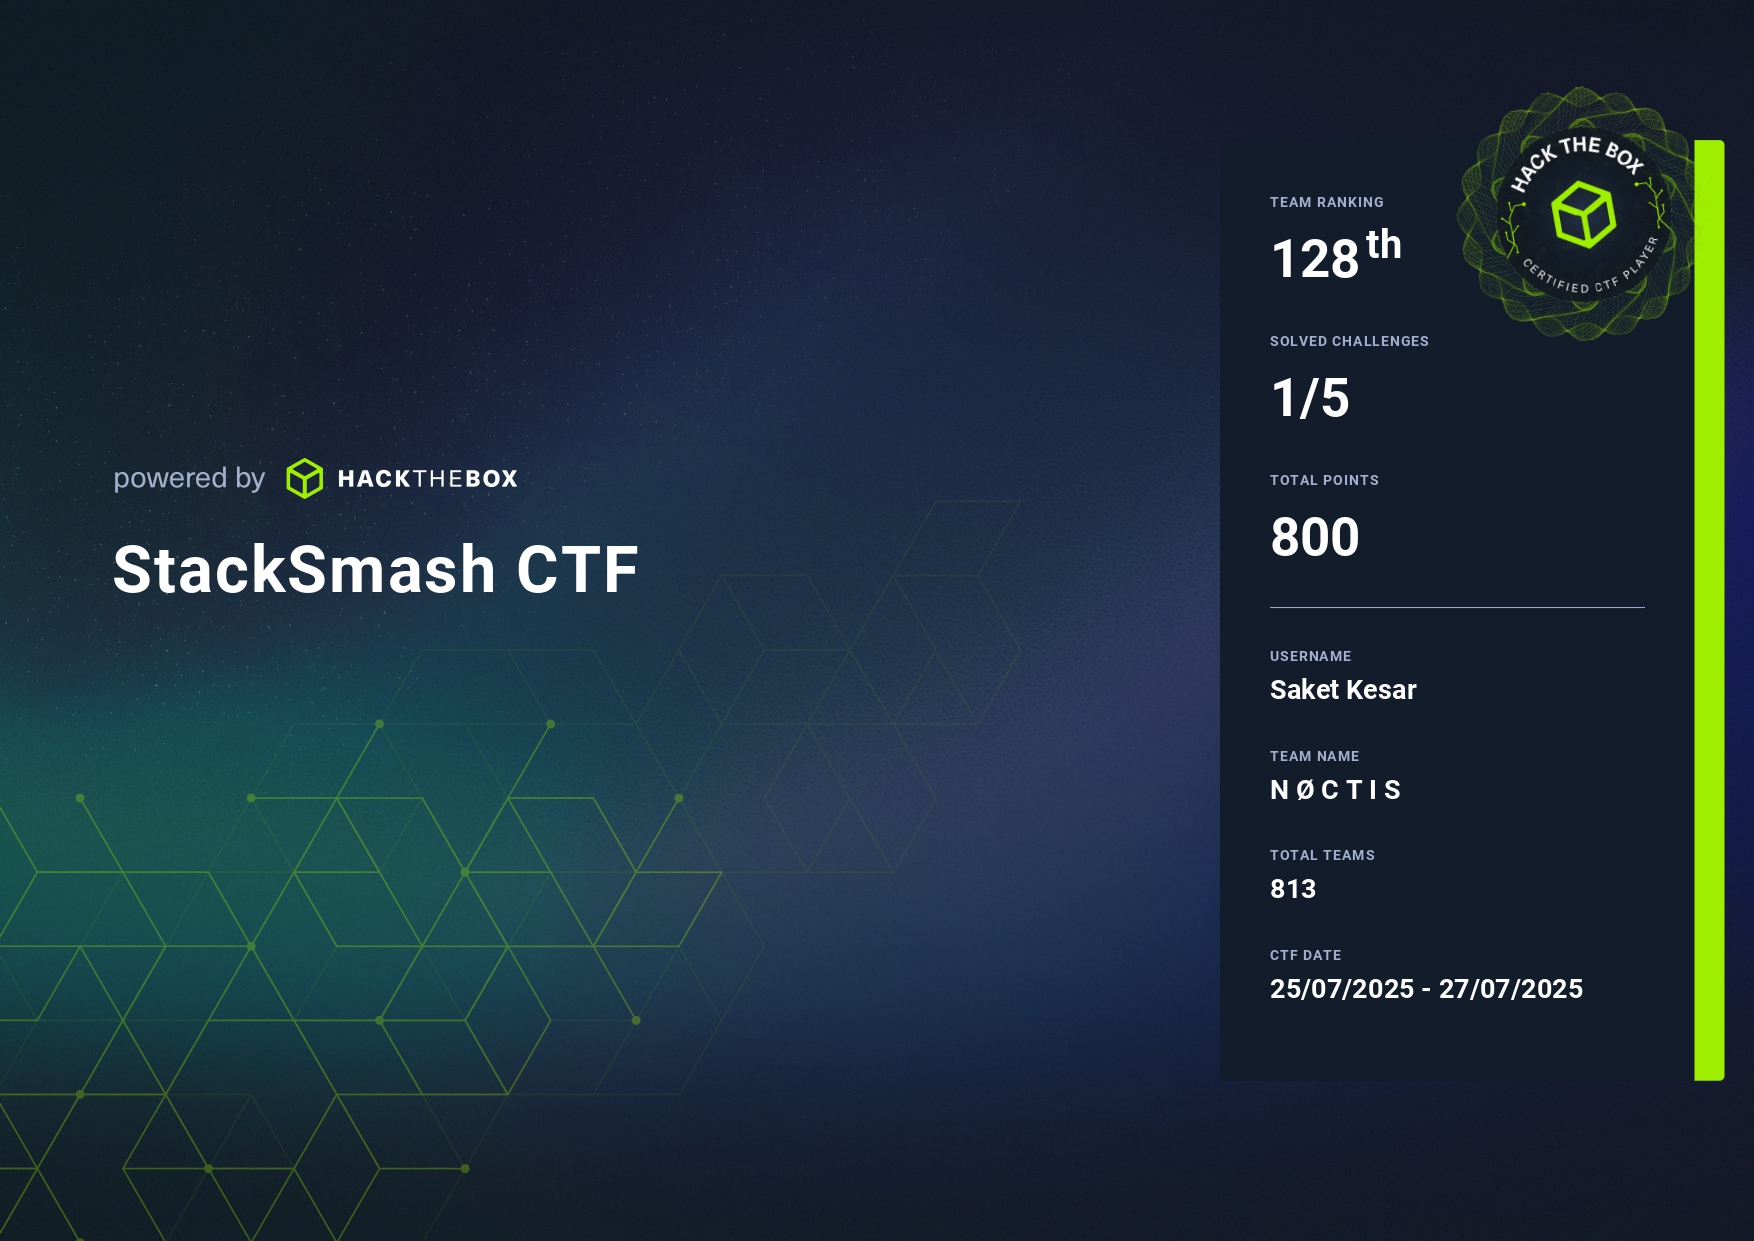 powered by HACKTHEBOX
StackSmash CTF
HACK THE BOX
CERTIFIED CTF PLAYER
TEAM RANKING
128th
SOLVED CHALLENGES
1/5
TOTAL POINTS
800
USERNAME
Saket Kesar
TEAM NAME
N Ø C T I S
TOTAL TEAMS
813
CTF DATE
25/07/2025 - 27/07/2025